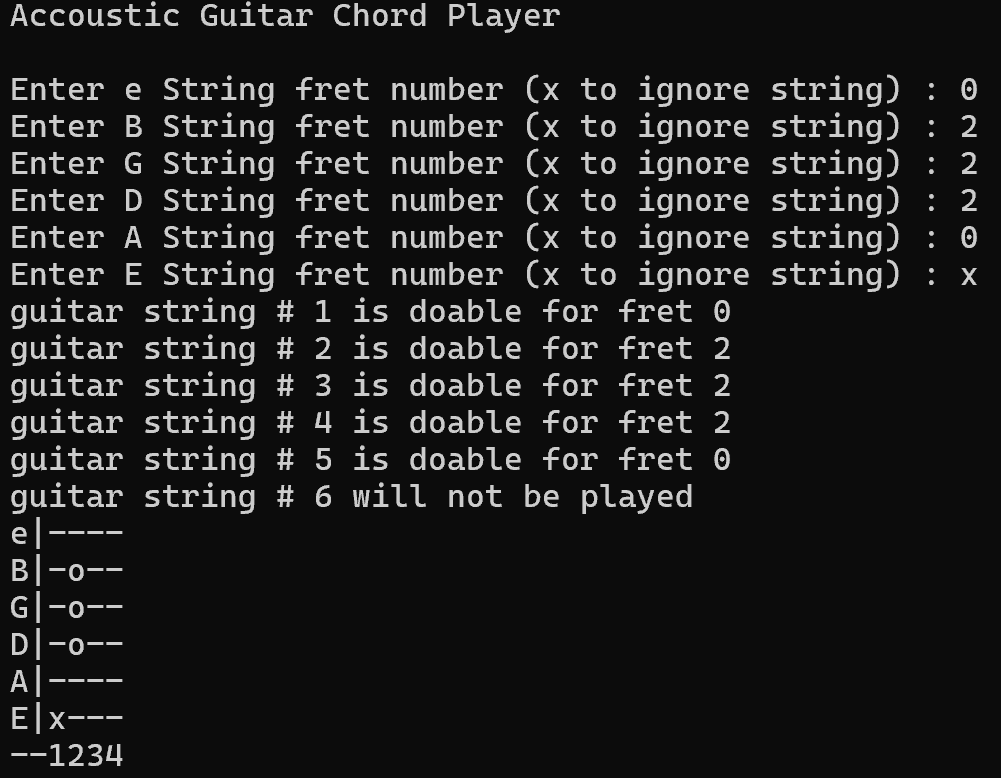 Accoustic Guitar Chord Player
Enter e String fret number (x to ignore string) : 0
Enter B String fret number (x to ignore string) : 2
Enter G String fret number (x to ignore string) : 2
Enter D String fret number (x to ignore string) : 2
Enter A String fret number (x to ignore string) : 0
Enter E String fret number (x to ignore string) : x
guitar string # 1 is doable for fret 0
guitar string # 2 is doable for fret 2
guitar string # 3 is doable for fret 2
guitar string # 4 is doable for fret 2
guitar string # 5 is doable for fret 0
guitar string # 6 will not be played
e|----
B|-o--
G|-o--
D|-o--
A|----
E|x---
--1234